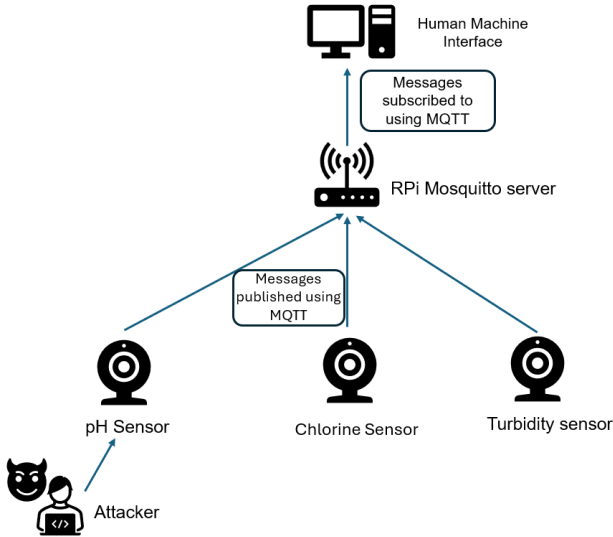 Human Machine
Interface
Messages
subscribed to
using MQTT
RPi Mosquitto server
Messages
published using
MQTT
pH Sensor
Chlorine Sensor
Turbidity sensor
</>
Attacker